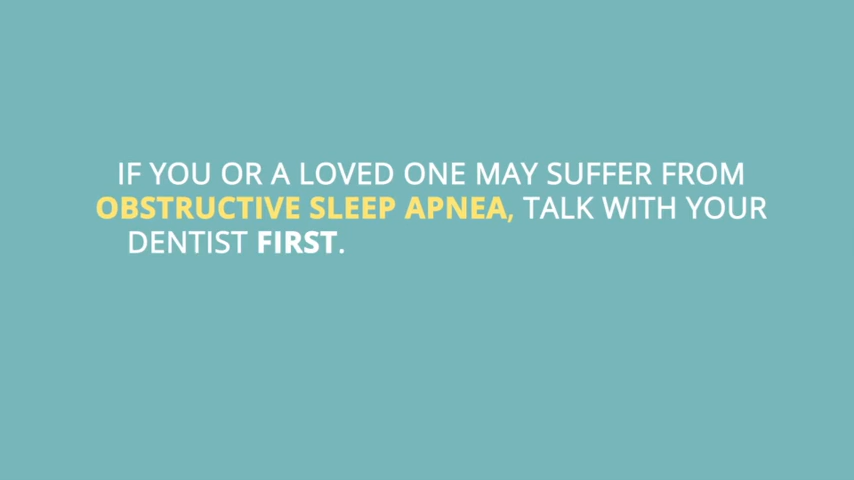 IF YOU OR A LOVED ONE MAY SUFFER FROM
OBSTRUCTIVE SLEEP APNEA, TALK WITH YOUR
DENTIST FIRST.